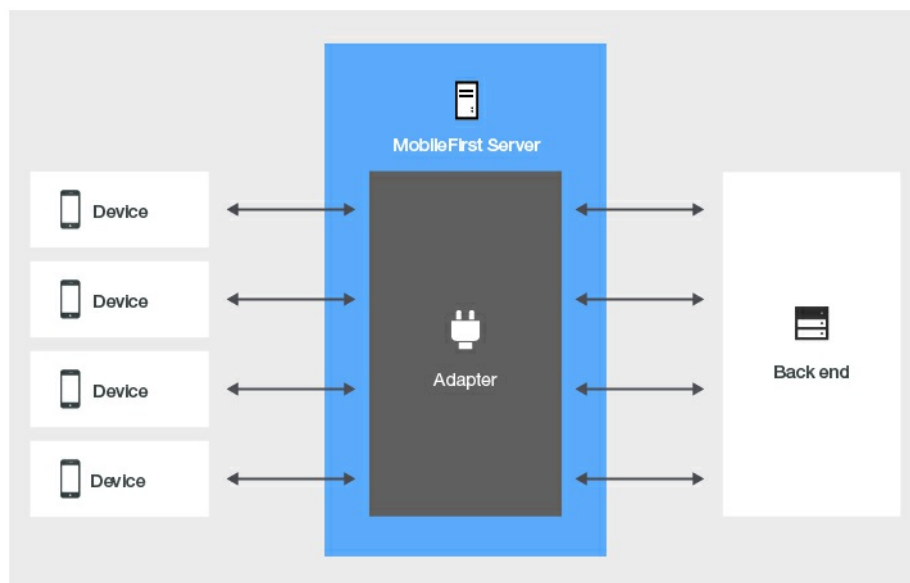 MobileFirst Server
Device
Device
Device
Device
Adapter
Back end